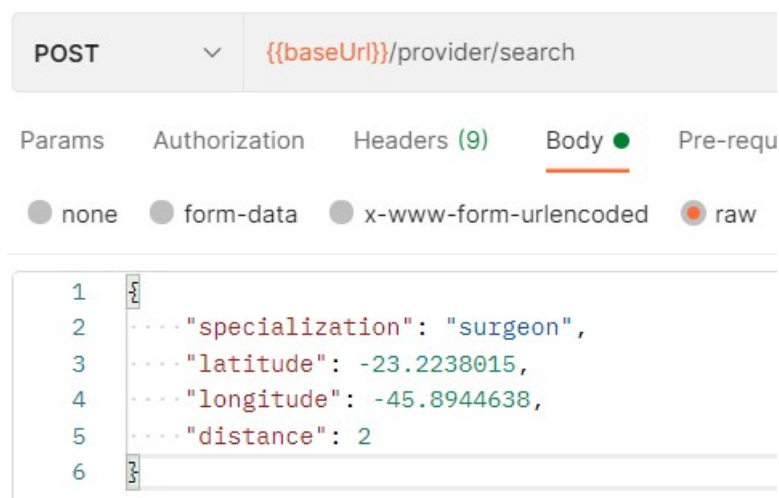 POST {{baseUrl}}/provider/search
Params Authorization Headers (9) Body Pre-requ
none form-data x-www-form-urlencoded raw
1 {
2 "specialization": "surgeon",
3 "latitude": -23.2238015,
4 "longitude": -45.8944638,
5 "distance": 2
6 }